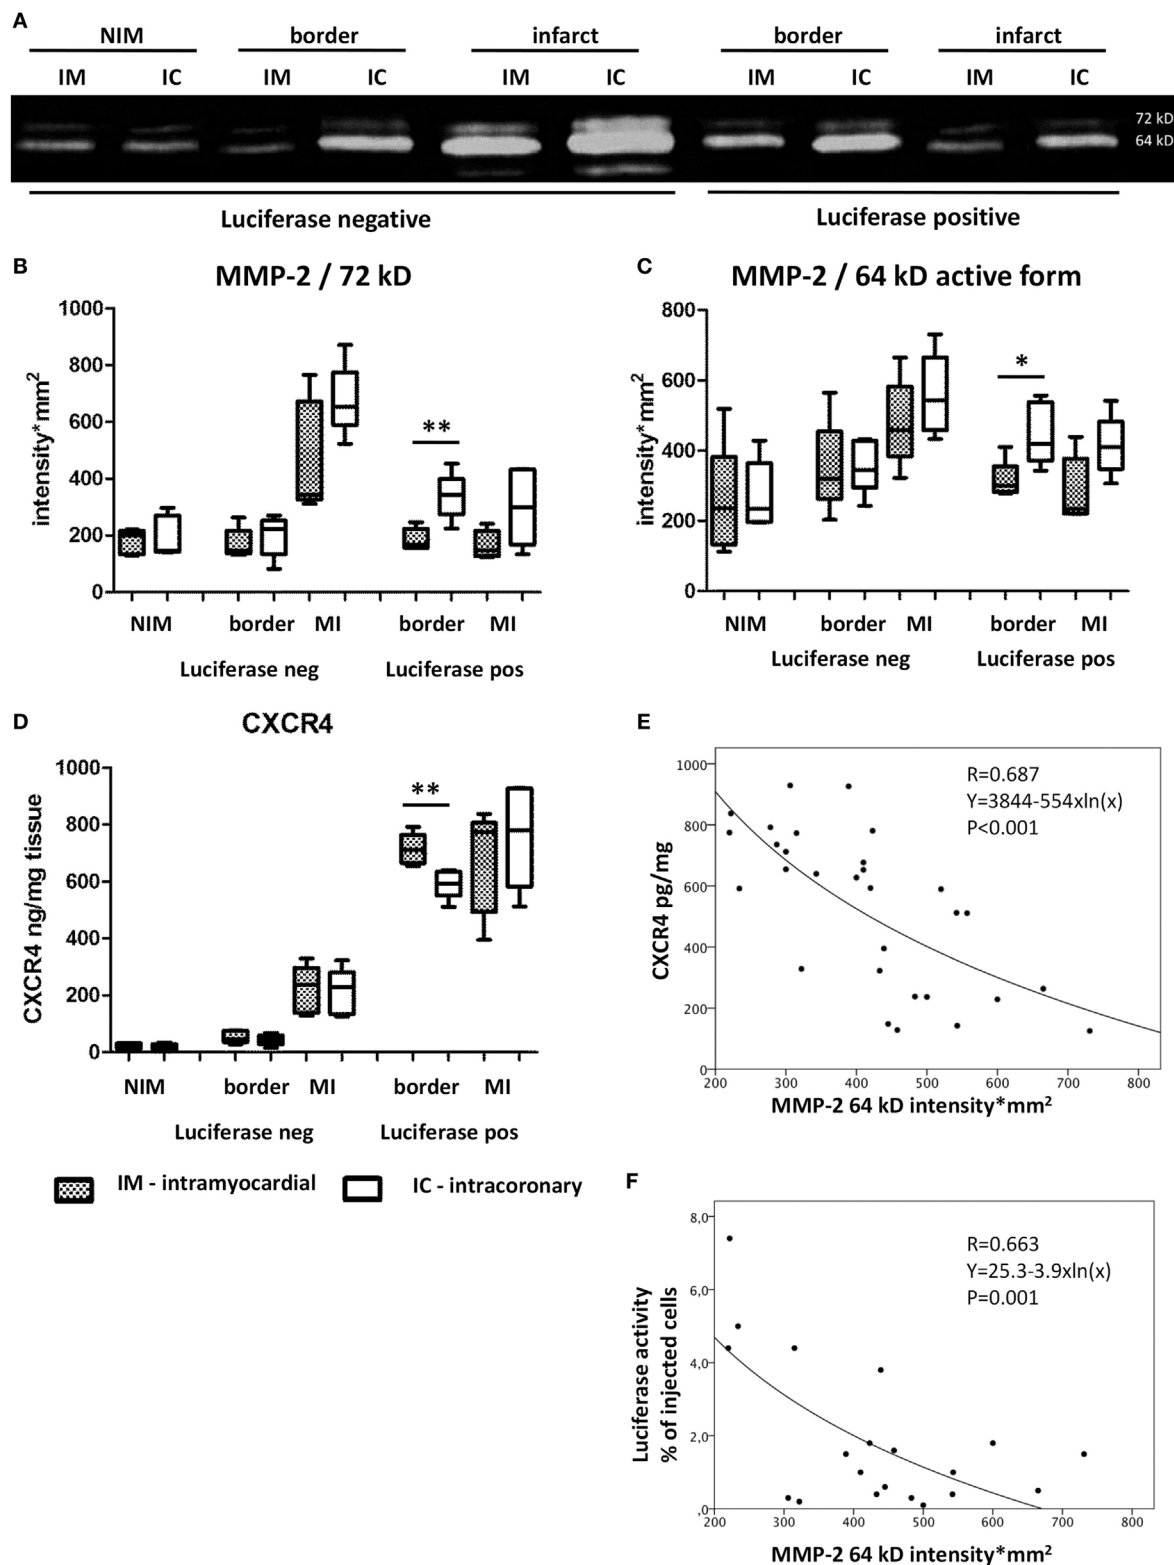 A
NIM border infarct border infarct
IM IC IM IC IM IC IM IC IM IC
72 kD
64 kD
Luciferase negative Luciferase positive
B MMP-2 / 72 kD
1000
800
600
400
200
0
intensity*mm2
**
NIM border MI border MI
Luciferase neg Luciferase pos
C MMP-2 / 64 kD active form
800
600
400
200
0
intensity*mm2
*
NIM border MI border MI
Luciferase neg Luciferase pos
D CXCR4
1000
800
600
400
200
0
CXCR4 ng/mg tissue
**
NIM border MI border MI
Luciferase neg Luciferase pos
IM - intramyocardial IC - intracoronary
E
R=0.687
Y=3844-554xln(x)
P<0.001
1000
800
600
400
200
0
CXCR4 pg/mg
200 300 400 500 600 700 800
MMP-2 64 kD intensity*mm2
F
R=0.663
Y=25.3-3.9xln(x)
P=0.001
8,0
6,0
4,0
2,0
,0
Luciferase activity
% of injected cells
200 300 400 500 600 700 800
MMP-2 64 kD intensity*mm2